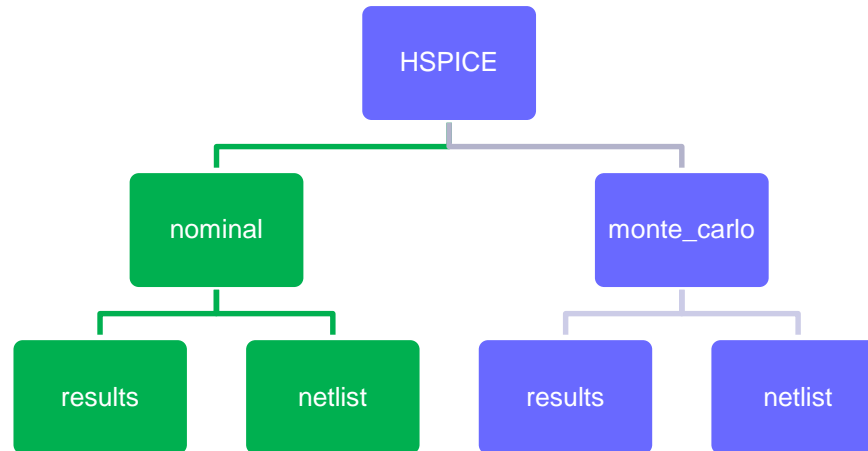 HSPICE
nominal
monte_carlo
results
netlist
results
netlist